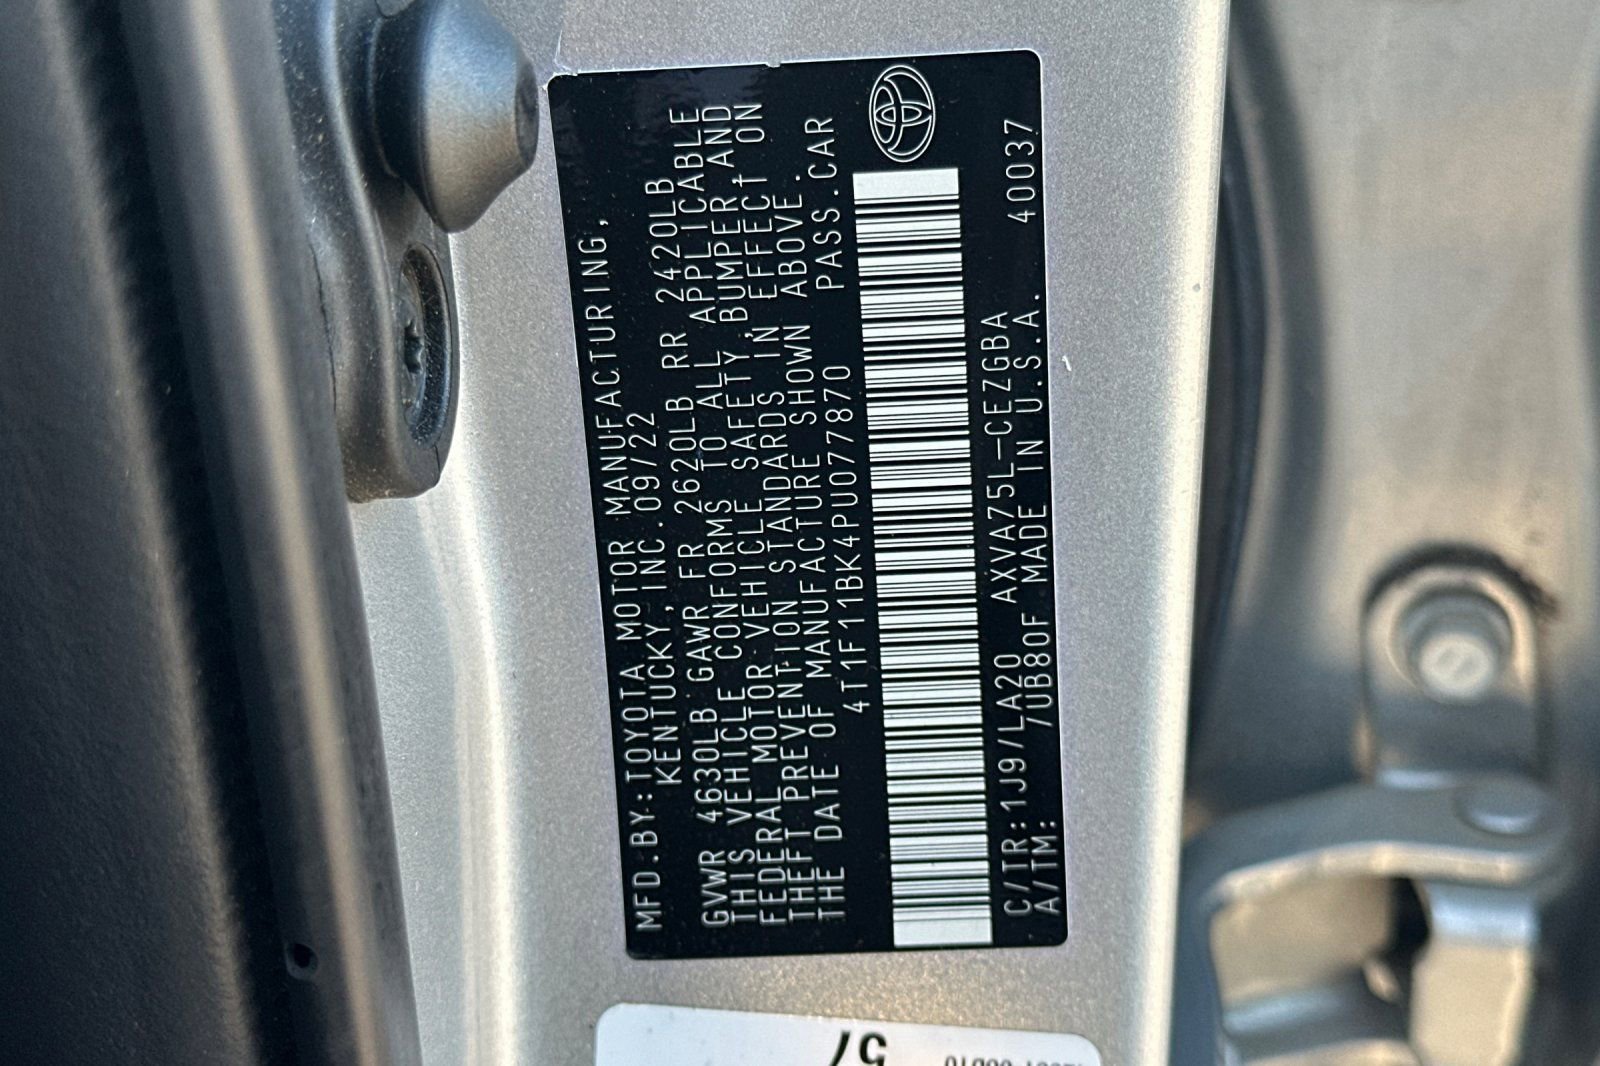 MFD.BY:TOYOTA MOTOR MANUFACTURING,
KENTUCKY,INC.09/22
GVWR 4630LB GAWR FR 2620LB RR 2420LB
THIS VEHICLE CONFORMS TO ALL APPLICABLE
FEDERAL MOTOR VEHICLE SAFETY,BUMPER,AND
THEFT PREVENTION STANDARDS IN EFFECT ON
THE DATE OF MANUFACTURE SHOWN ABOVE.
4T1F11BK4PU077870 PASS.CAR
C/TR:1J9/LA20 AXVA75L-CEZGBA 40037
A/TM: /UB80F MADE IN U.S.A.
57